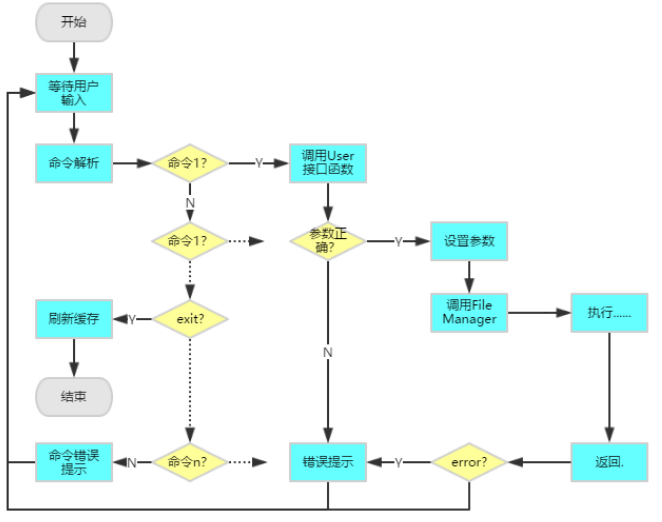 开始
等待用户
输入
命令解析
命令1?
Y
调用User
接口函数
N
命令1?
参数正
确?
Y
设置参数
刷新缓存
Y
exit?
调用File
Manager
执行......
N
结束
命令错误
提示
N
命令n?
错误提示
Y
error?
返回.